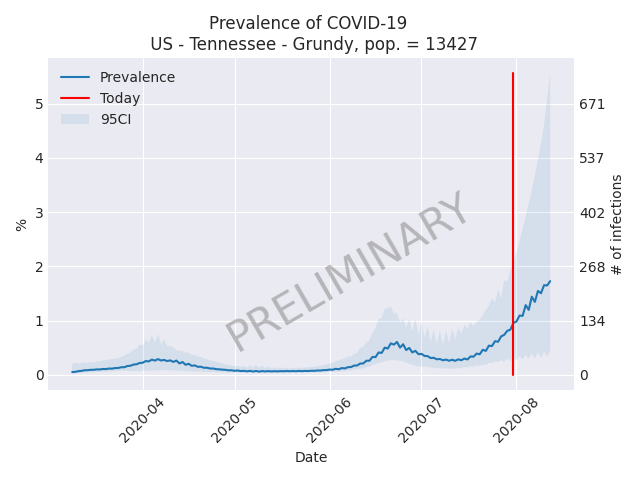 Prevalence of COVID-19
US - Tennessee - Grundy, pop. = 13427
Prevalence
Today
95CI
5
4
3
2
1
0
%
671
537
402
268
134
0
# of infections
PRELIMINARY
2020-04
2020-05
2020-06
2020-07
2020-08
Date